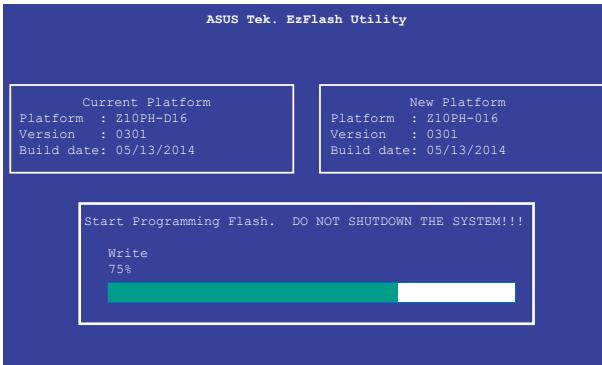 ASUS Tek. EzFlash Utility
Current Platform
Platform : Z10PH-D16
Version : 0301
Build date: 05/13/2014
New Platform
Platform : Z10PH-016
Version : 0301
Build date: 05/13/2014
Start Programming Flash. DO NOT SHUTDOWN THE SYSTEM!!!
Write
75%